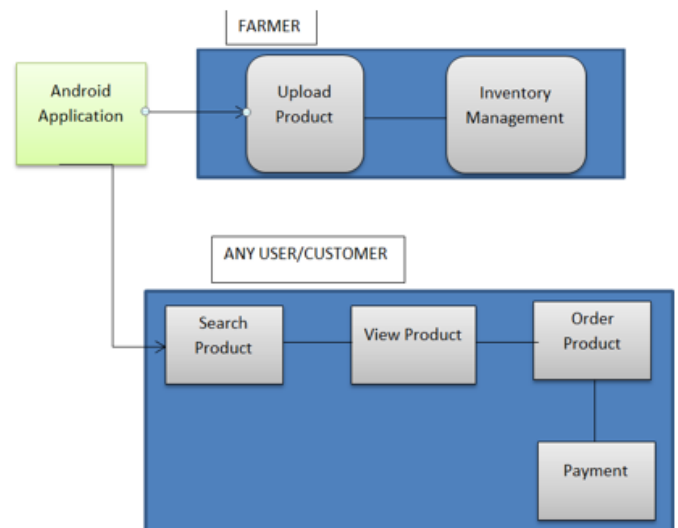 FARMER
Android
Application
Upload
Product
Inventory
Management
ANY USER/CUSTOMER
Search
Product
View Product
Order
Product
Payment